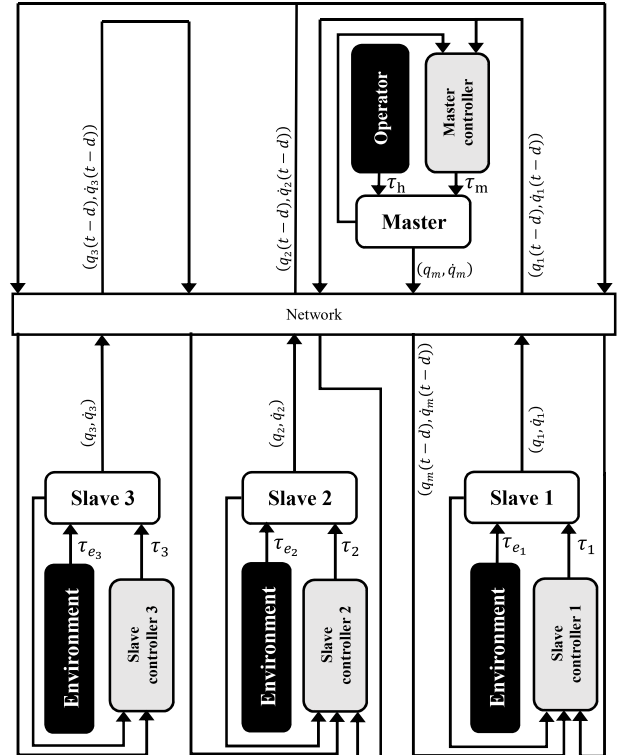 Operator
Master
controller
τh
τm
Master
(q3(t−d), q̇3(t−d))
(q2(t−d), q̇2(t−d))
(q1(t−d), q̇1(t−d))
(qm, q̇m)
Network
(q3, q̇3)
(q2, q̇2)
(qm(t−d), q̇m(t−d))
(q1, q̇1)
Slave 3
Slave 2
Slave 1
τe3
τ3
τe2
τ2
τe1
τ1
Environment
Slave
controller 3
Environment
Slave
controller 2
Environment
Slave
controller 1